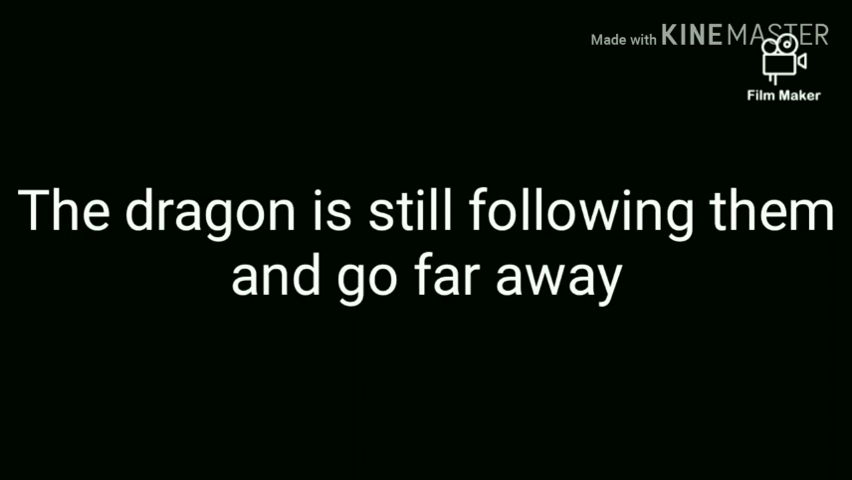 Made with KINEMASTER
Film Maker
The dragon is still following them
and go far away